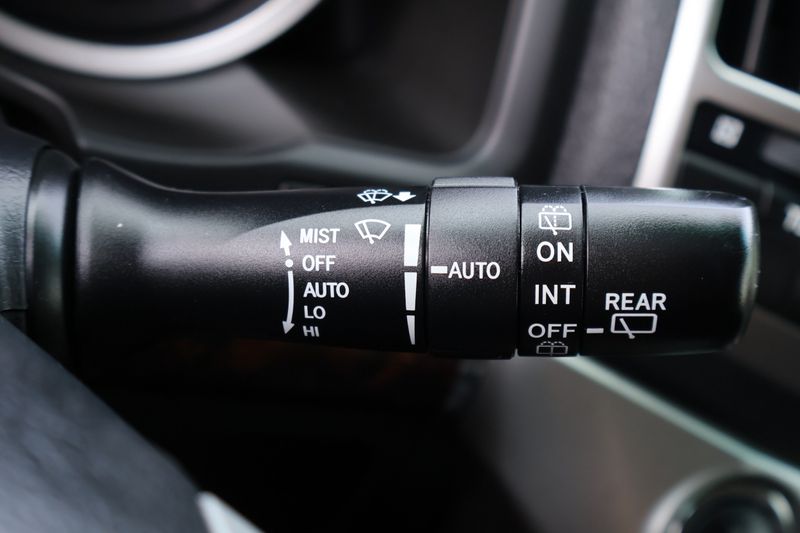 MIST
OFF
AUTO
LO
HI
AUTO
ON
INT
OFF
REAR